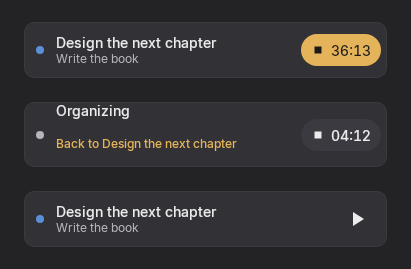 Design the next chapter
Write the book
36:13
Organizing
Back to Design the next chapter
04:12
Design the next chapter
Write the book